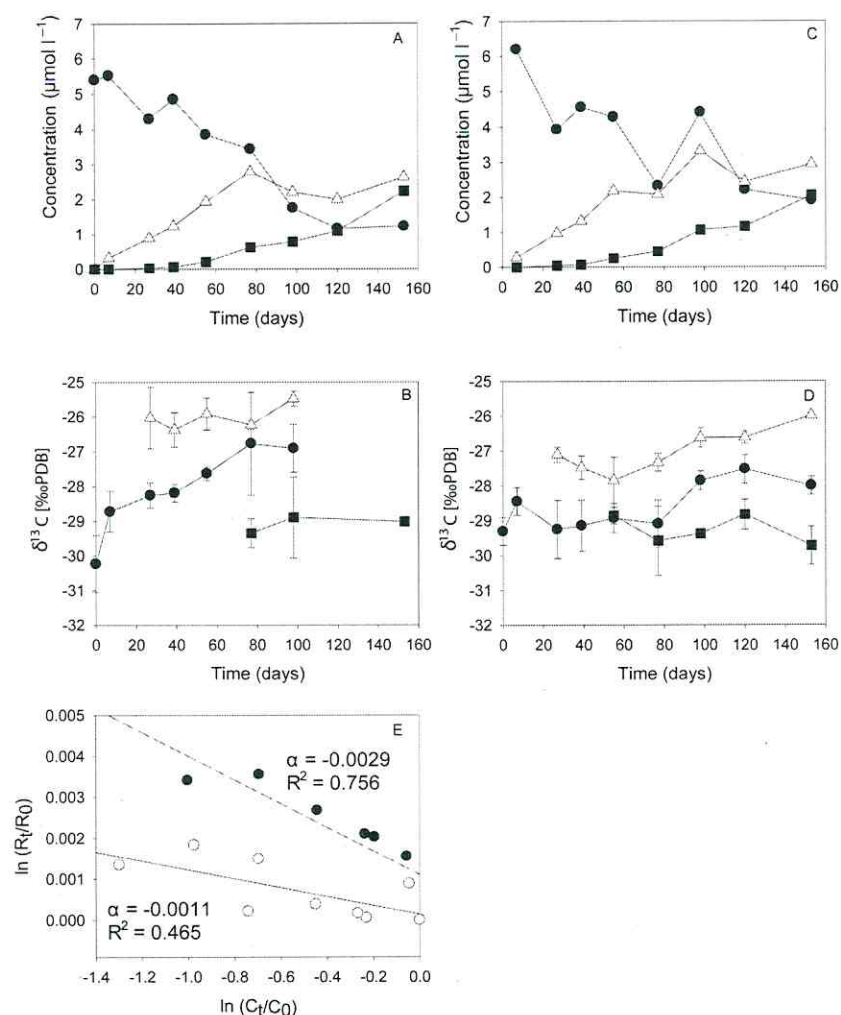 A
Concentration (µmol l⁻¹)
7
6
5
4
3
2
1
0
0 20 40 60 80 100 120 140 160
Time (days)
C
Concentration (µmol l⁻¹)
7
6
5
4
3
2
1
0
0 20 40 60 80 100 120 140 160
Time (days)
B
δ¹³C [‰PDB]
-25
-26
-27
-28
-29
-30
-31
-32
0 20 40 60 80 100 120 140 160
Time (days)
D
δ¹³C [‰PDB]
-25
-26
-27
-28
-29
-30
-31
-32
0 20 40 60 80 100 120 140 160
Time (days)
E
ln (Rt/R0)
0.005
0.004
0.003
0.002
0.001
0.000
α = -0.0029
R² = 0.756
α = -0.0011
R² = 0.465
-1.4 -1.2 -1.0 -0.8 -0.6 -0.4 -0.2 0.0
ln (Ct/C0)